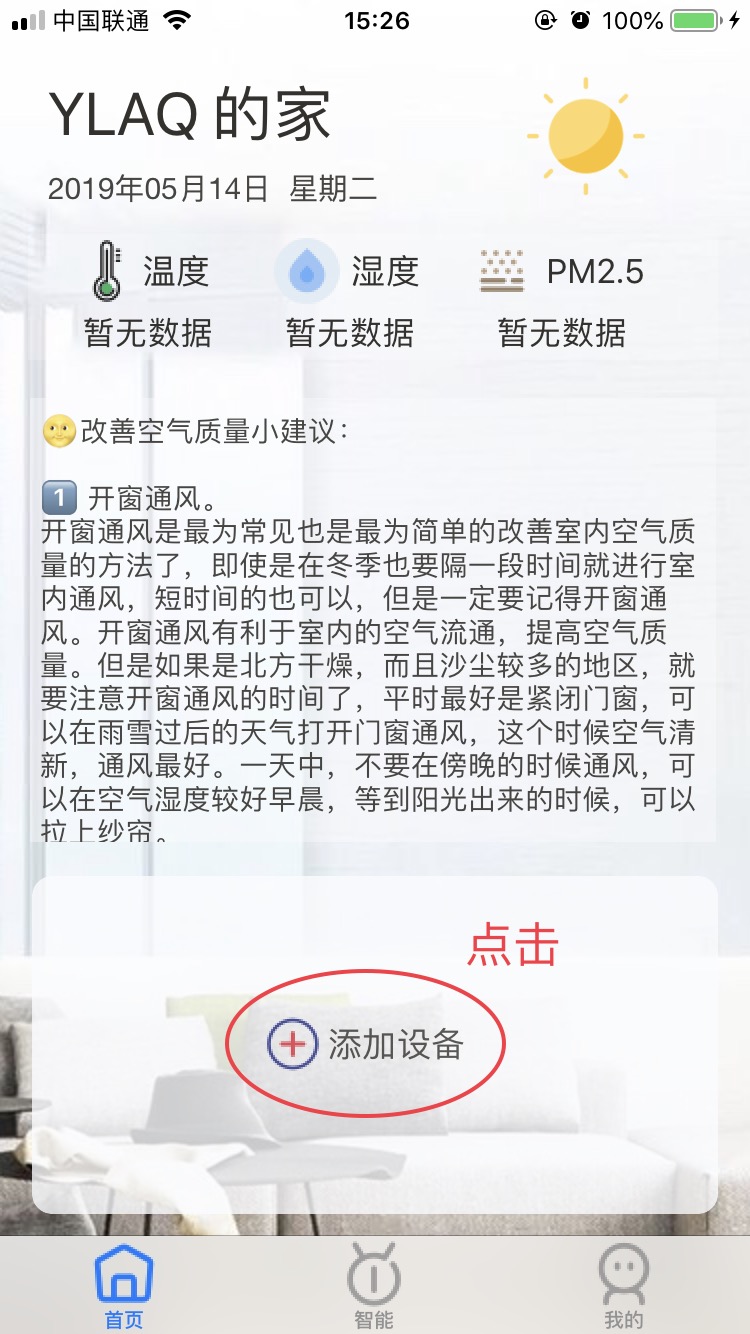 中国联通
15:26
100%
YLAQ 的家
2019年05月14日 星期二
温度
湿度
PM2.5
暂无数据
暂无数据
暂无数据
🌝改善空气质量小建议：
1️⃣ 开窗通风。
开窗通风是最为常见也是最为简单的改善室内空气质
量的方法了，即使是在冬季也要隔一段时间就进行室
内通风，短时间的也可以，但是一定要记得开窗通
风。开窗通风有利于室内的空气流通，提高空气质
量。但是如果是北方干燥，而且沙尘较多的地区，就
要注意开窗通风的时间了，平时最好是紧闭门窗，可
以在雨雪过后的天气打开门窗通风，这个时候空气清
新，通风最好。一天中，不要在傍晚的时候通风，可
以在空气湿度较好早晨，等到阳光出来的时候，可以
拉上纱帘。
点击
添加设备
首页
智能
我的